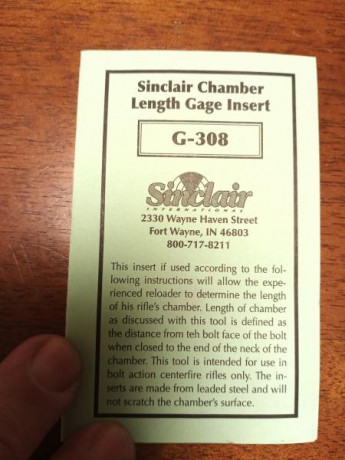 Sinclair Chamber
Length Gage Insert
G-308
Sinclair
INTERNATIONAL
2330 Wayne Haven Street
Fort Wayne, IN 46803
800-717-8211
This insert if used according to the fol-
lowing instructions will allow the expe-
rienced reloader to determine the length
of his rifle's chamber. Length of chamber
as discussed with this tool is defined as
the distance from teh bolt face of the bolt
when closed to the end of the neck of the
chamber. This tool is intended for use in
bolt action centerfire rifles only. The in-
serts are made from leaded steel and will
not scratch the chamber's surface.